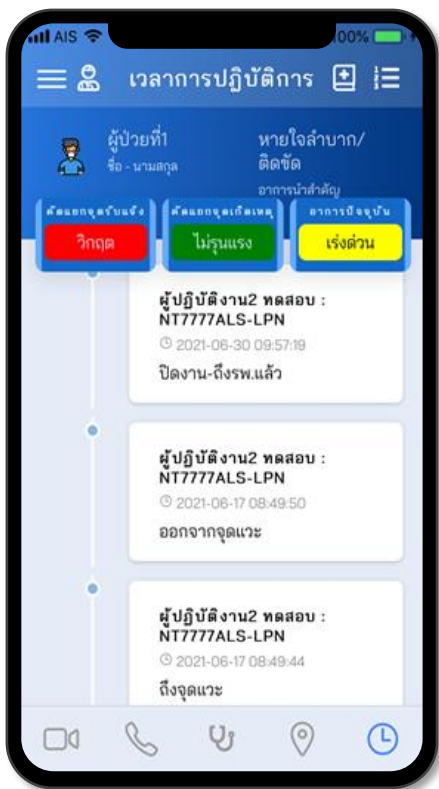 AIS 100%
เวลาการปฏิบัติการ
ผู้ป่วยที่1 หายใจลำบาก/
ชื่อ - นามสกุล ติดขัด
อาการนำสำคัญ
คัดแยกจุดรับแจ้ง คัดแยกจุดเกิดเหตุ อาการปัจจุบัน
วิกฤต ไม่รุนแรง เร่งด่วน
ผู้ปฏิบัติงาน2 ทดสอบ :
NT7777ALS-LPN
2021-06-30 09:57:19
ปิดงาน-ถึงรพ.แล้ว
ผู้ปฏิบัติงาน2 ทดสอบ :
NT7777ALS-LPN
2021-06-17 08:49:50
ออกจากจุดแวะ
ผู้ปฏิบัติงาน2 ทดสอบ :
NT7777ALS-LPN
2021-06-17 08:49:44
ถึงจุดแวะ